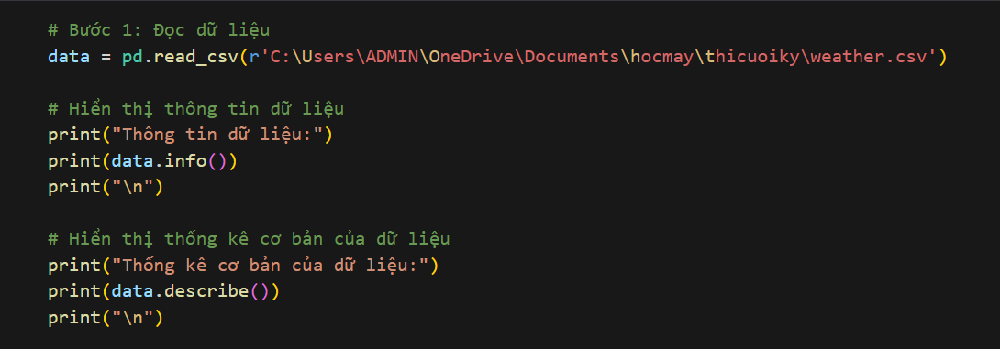 # Bước 1: Đọc dữ liệu
data = pd.read_csv(r'C:\Users\ADMIN\OneDrive\Documents\hocmay\thicuoiky\weather.csv')
# Hiển thị thông tin dữ liệu
print("Thông tin dữ liệu:")
print(data.info())
print("\n")
# Hiển thị thống kê cơ bản của dữ liệu
print("Thống kê cơ bản của dữ liệu:")
print(data.describe())
print("\n")